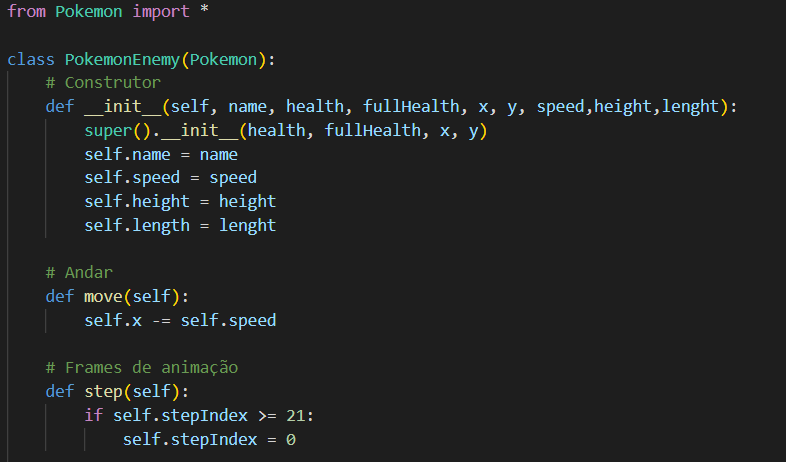 from Pokemon import *
class PokemonEnemy(Pokemon):
# Construtor
def __init__(self, name, health, fullHealth, x, y, speed,height,lenght):
super().__init__(health, fullHealth, x, y)
self.name = name
self.speed = speed
self.height = height
self.length = lenght
# Andar
def move(self):
self.x -= self.speed
# Frames de animação
def step(self):
if self.stepIndex >= 21:
self.stepIndex = 0